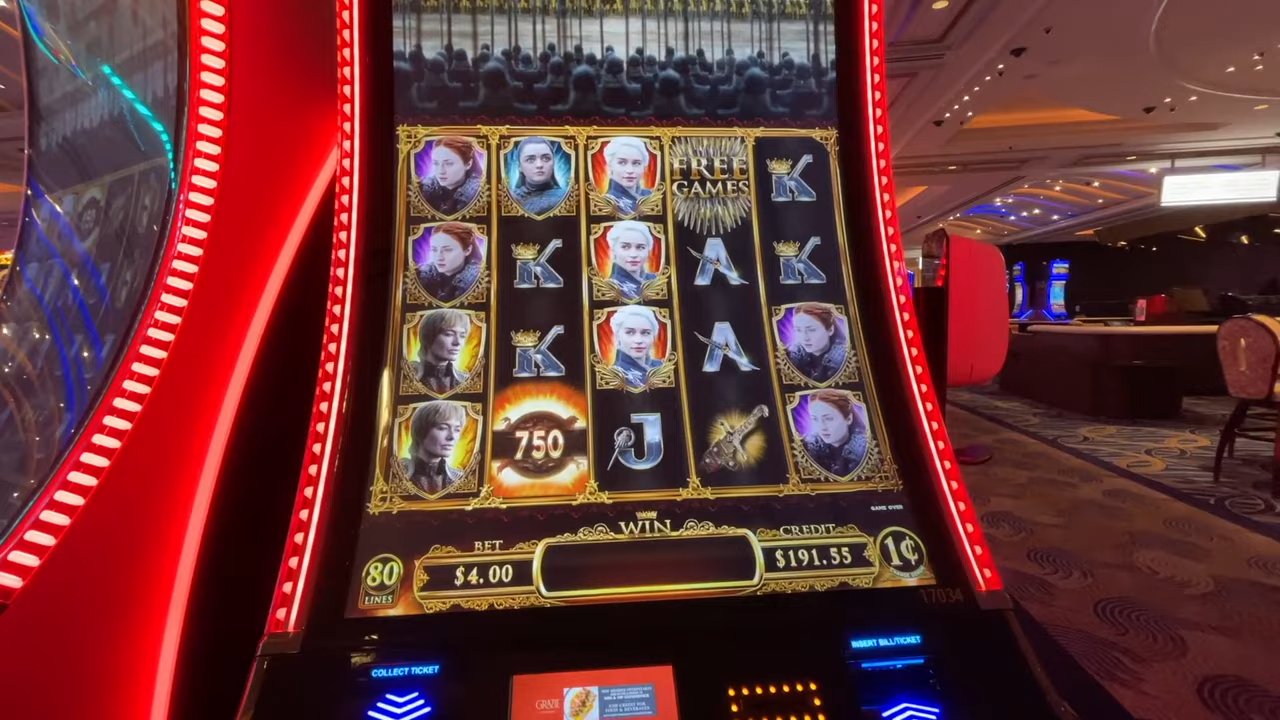 FREE
GAMES
K
K
A
K
K
A
750
J
GAME OVER
WIN
BET
CREDIT
80
LINES
$4.00
$191.55
1¢
17034
COLLECT TICKET
INSERT BILL/TICKET
GRAZIE